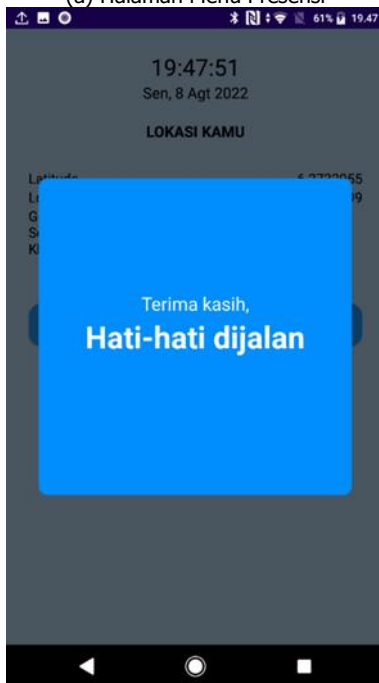 (a) Halaman Menu Presensi
61% 19.47
19:47:51
Sen, 8 Agt 2022
LOKASI KAMU
Terima kasih,
Hati-hati dijalan